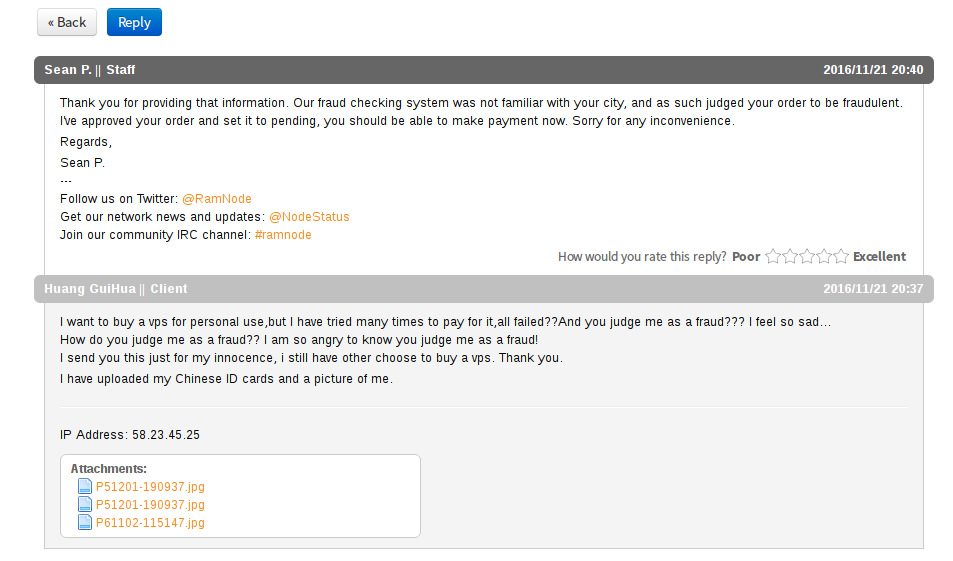 « Back Reply
Sean P. || Staff 2016/11/21 20:40
Thank you for providing that information. Our fraud checking system was not familiar with your city, and as such judged your order to be fraudulent.
I've approved your order and set it to pending, you should be able to make payment now. Sorry for any inconvenience.
Regards,
Sean P.
---
Follow us on Twitter: @RamNode
Get our network news and updates: @NodeStatus
Join our community IRC channel: #ramnode
How would you rate this reply? Poor Excellent
Huang GuiHua || Client 2016/11/21 20:37
I want to buy a vps for personal use,but I have tried many times to pay for it,all failed??And you judge me as a fraud??? I feel so sad...
How do you judge me as a fraud?? I am so angry to know you judge me as a fraud!
I send you this just for my innocence, i still have other choose to buy a vps. Thank you.
I have uploaded my Chinese ID cards and a picture of me.
IP Address: 58.23.45.25
Attachments:
P51201-190937.jpg
P51201-190937.jpg
P61102-115147.jpg